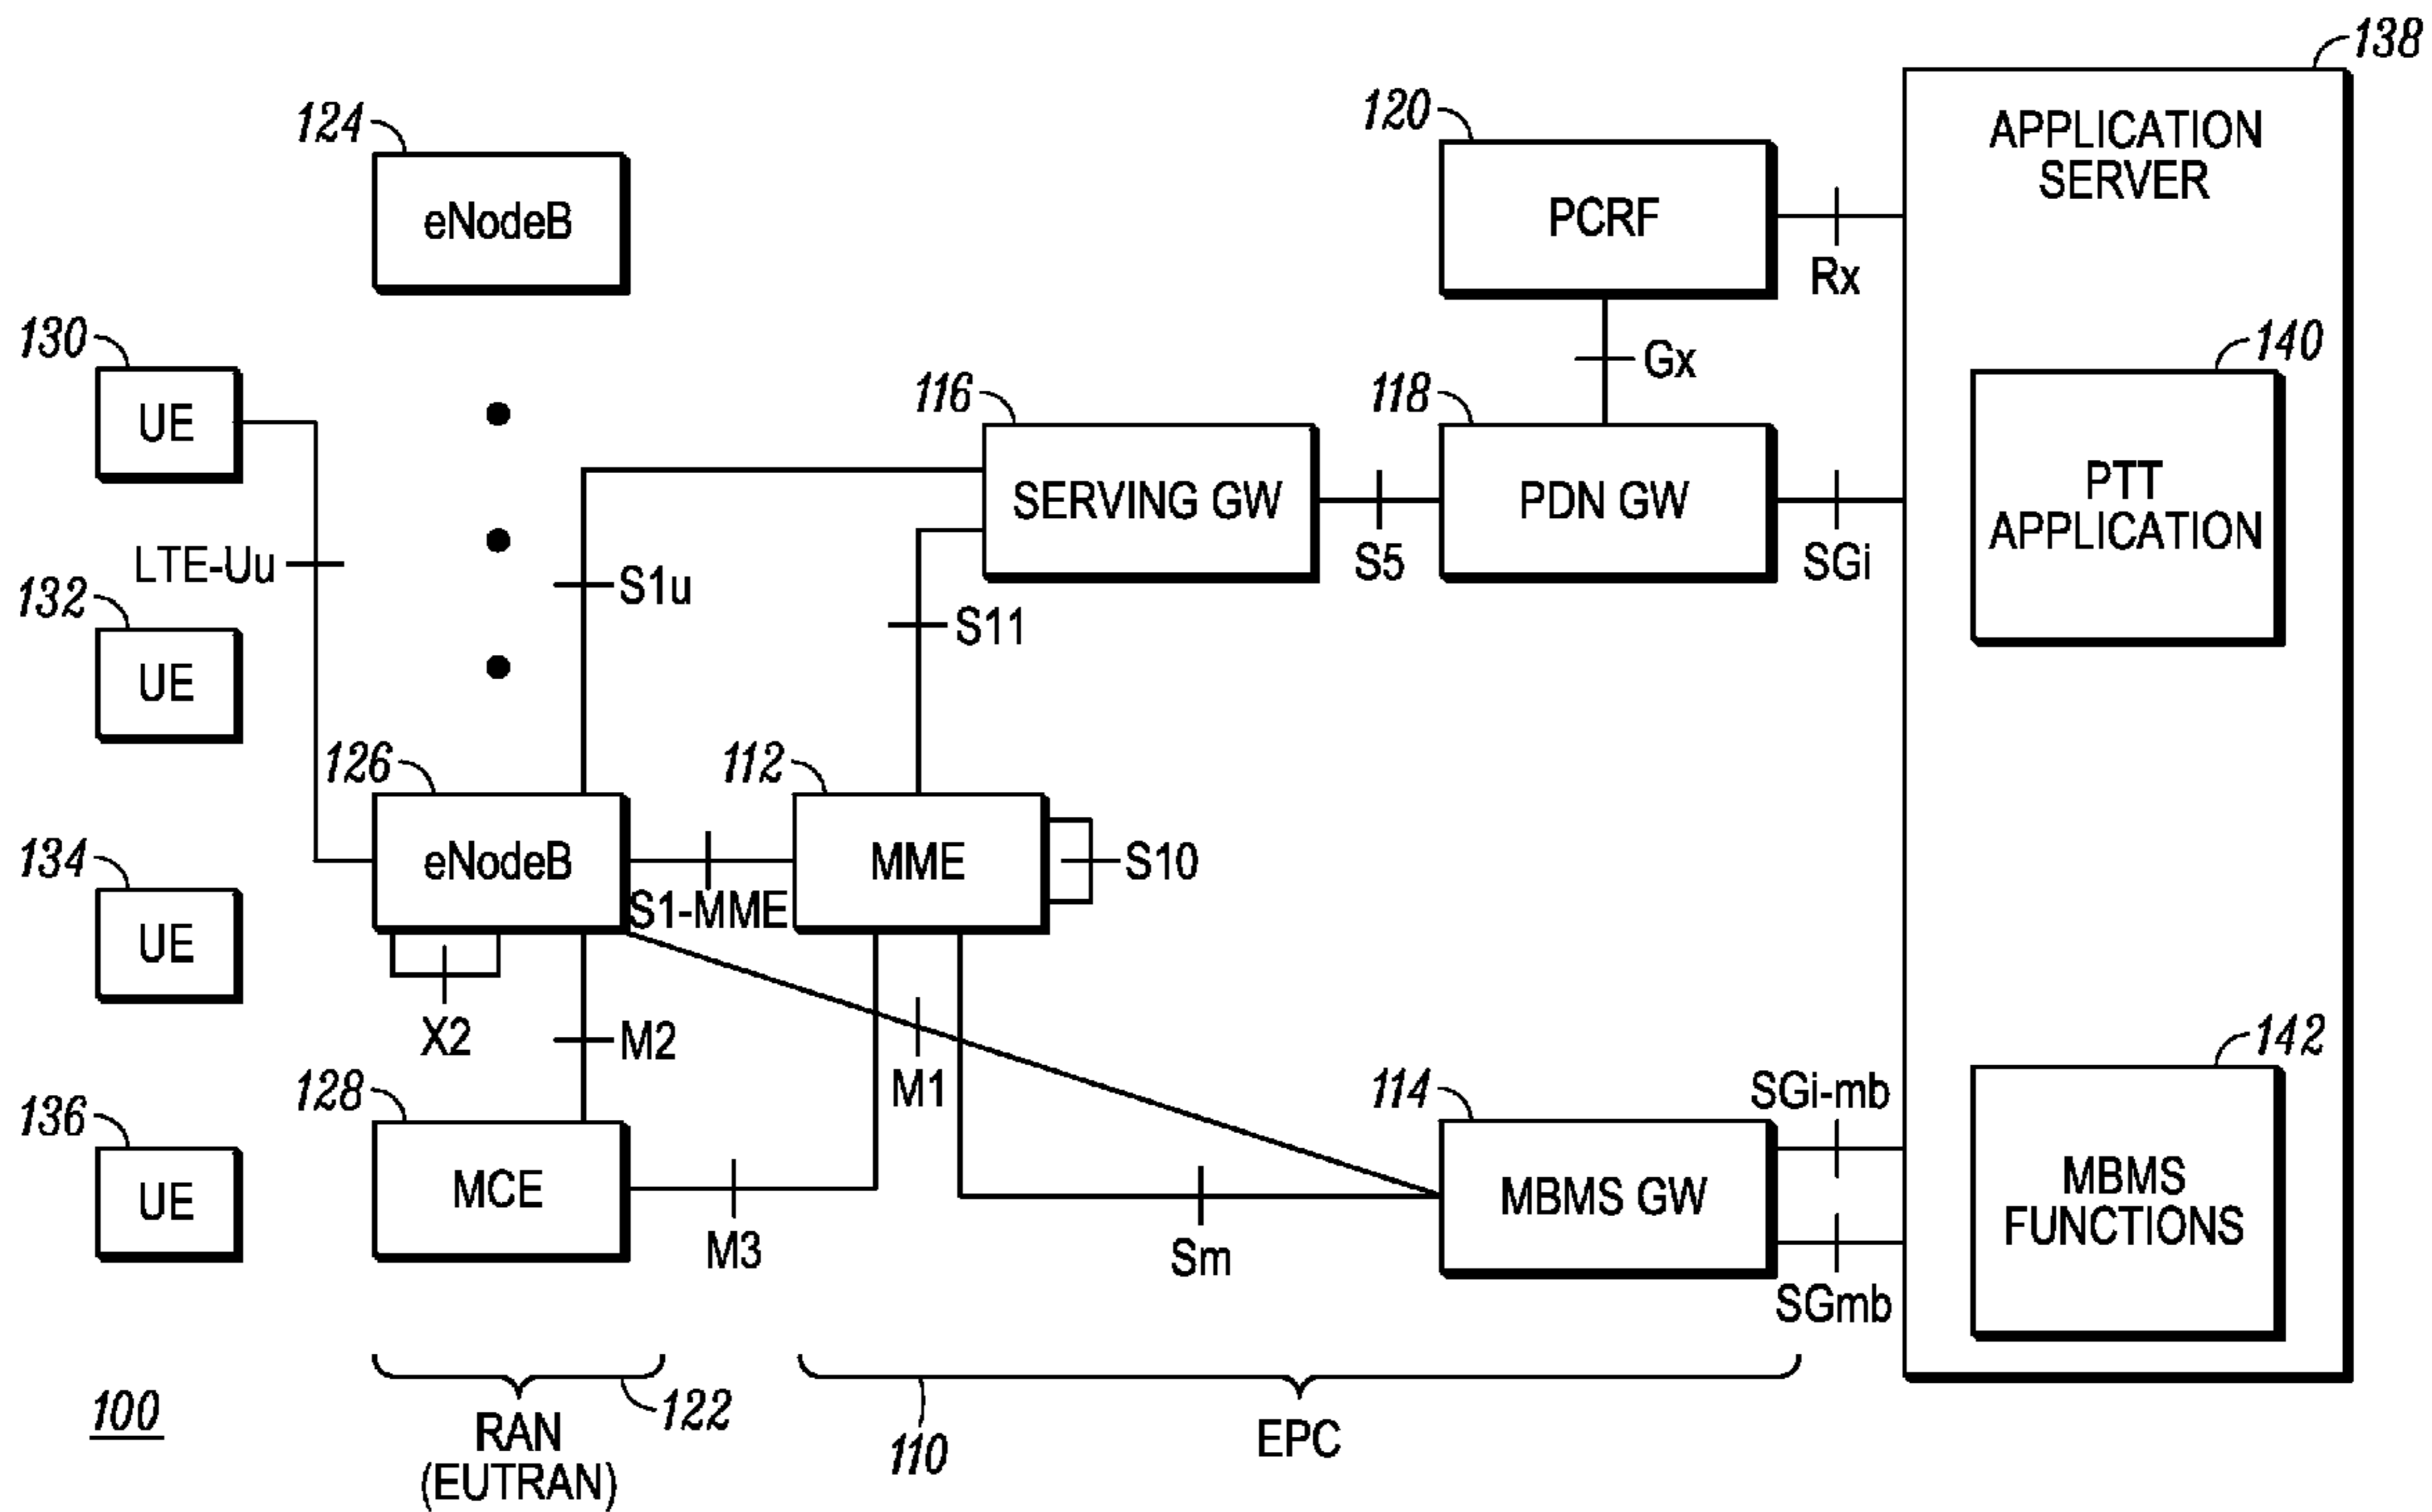 138
124
120
APPLICATION
SERVER
eNodeB
PCRF
Rx
130
140
Gx
116
118
UE
PTT
APPLICATION
SERVING GW
PDN GW
LTE-Uu
S1u
S5
SGi
132
S11
UE
126
112
134
eNodeB
MME
S10
S1-MME
UE
X2
M2
142
128
M1
114
SGi-mb
136
MCE
MBMS GW
MBMS
FUNCTIONS
UE
M3
Sm
SGmb
100
122
RAN
(EUTRAN)
110
EPC